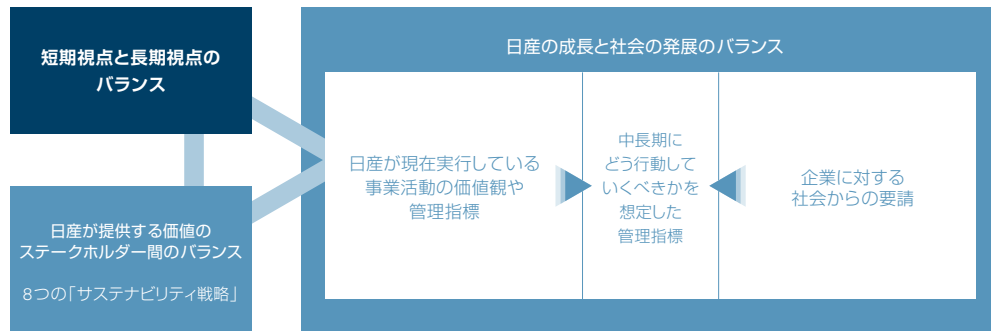 短期視点と長期視点の
バランス
日産が提供する価値の
ステークホルダー間のバランス
8つの「サステナビリティ戦略」
日産の成長と社会の発展のバランス
日産が現在実行している
事業活動の価値観や
管理指標
中長期に
どう行動して
いくべきかを
想定した
管理指標
企業に対する
社会からの要請